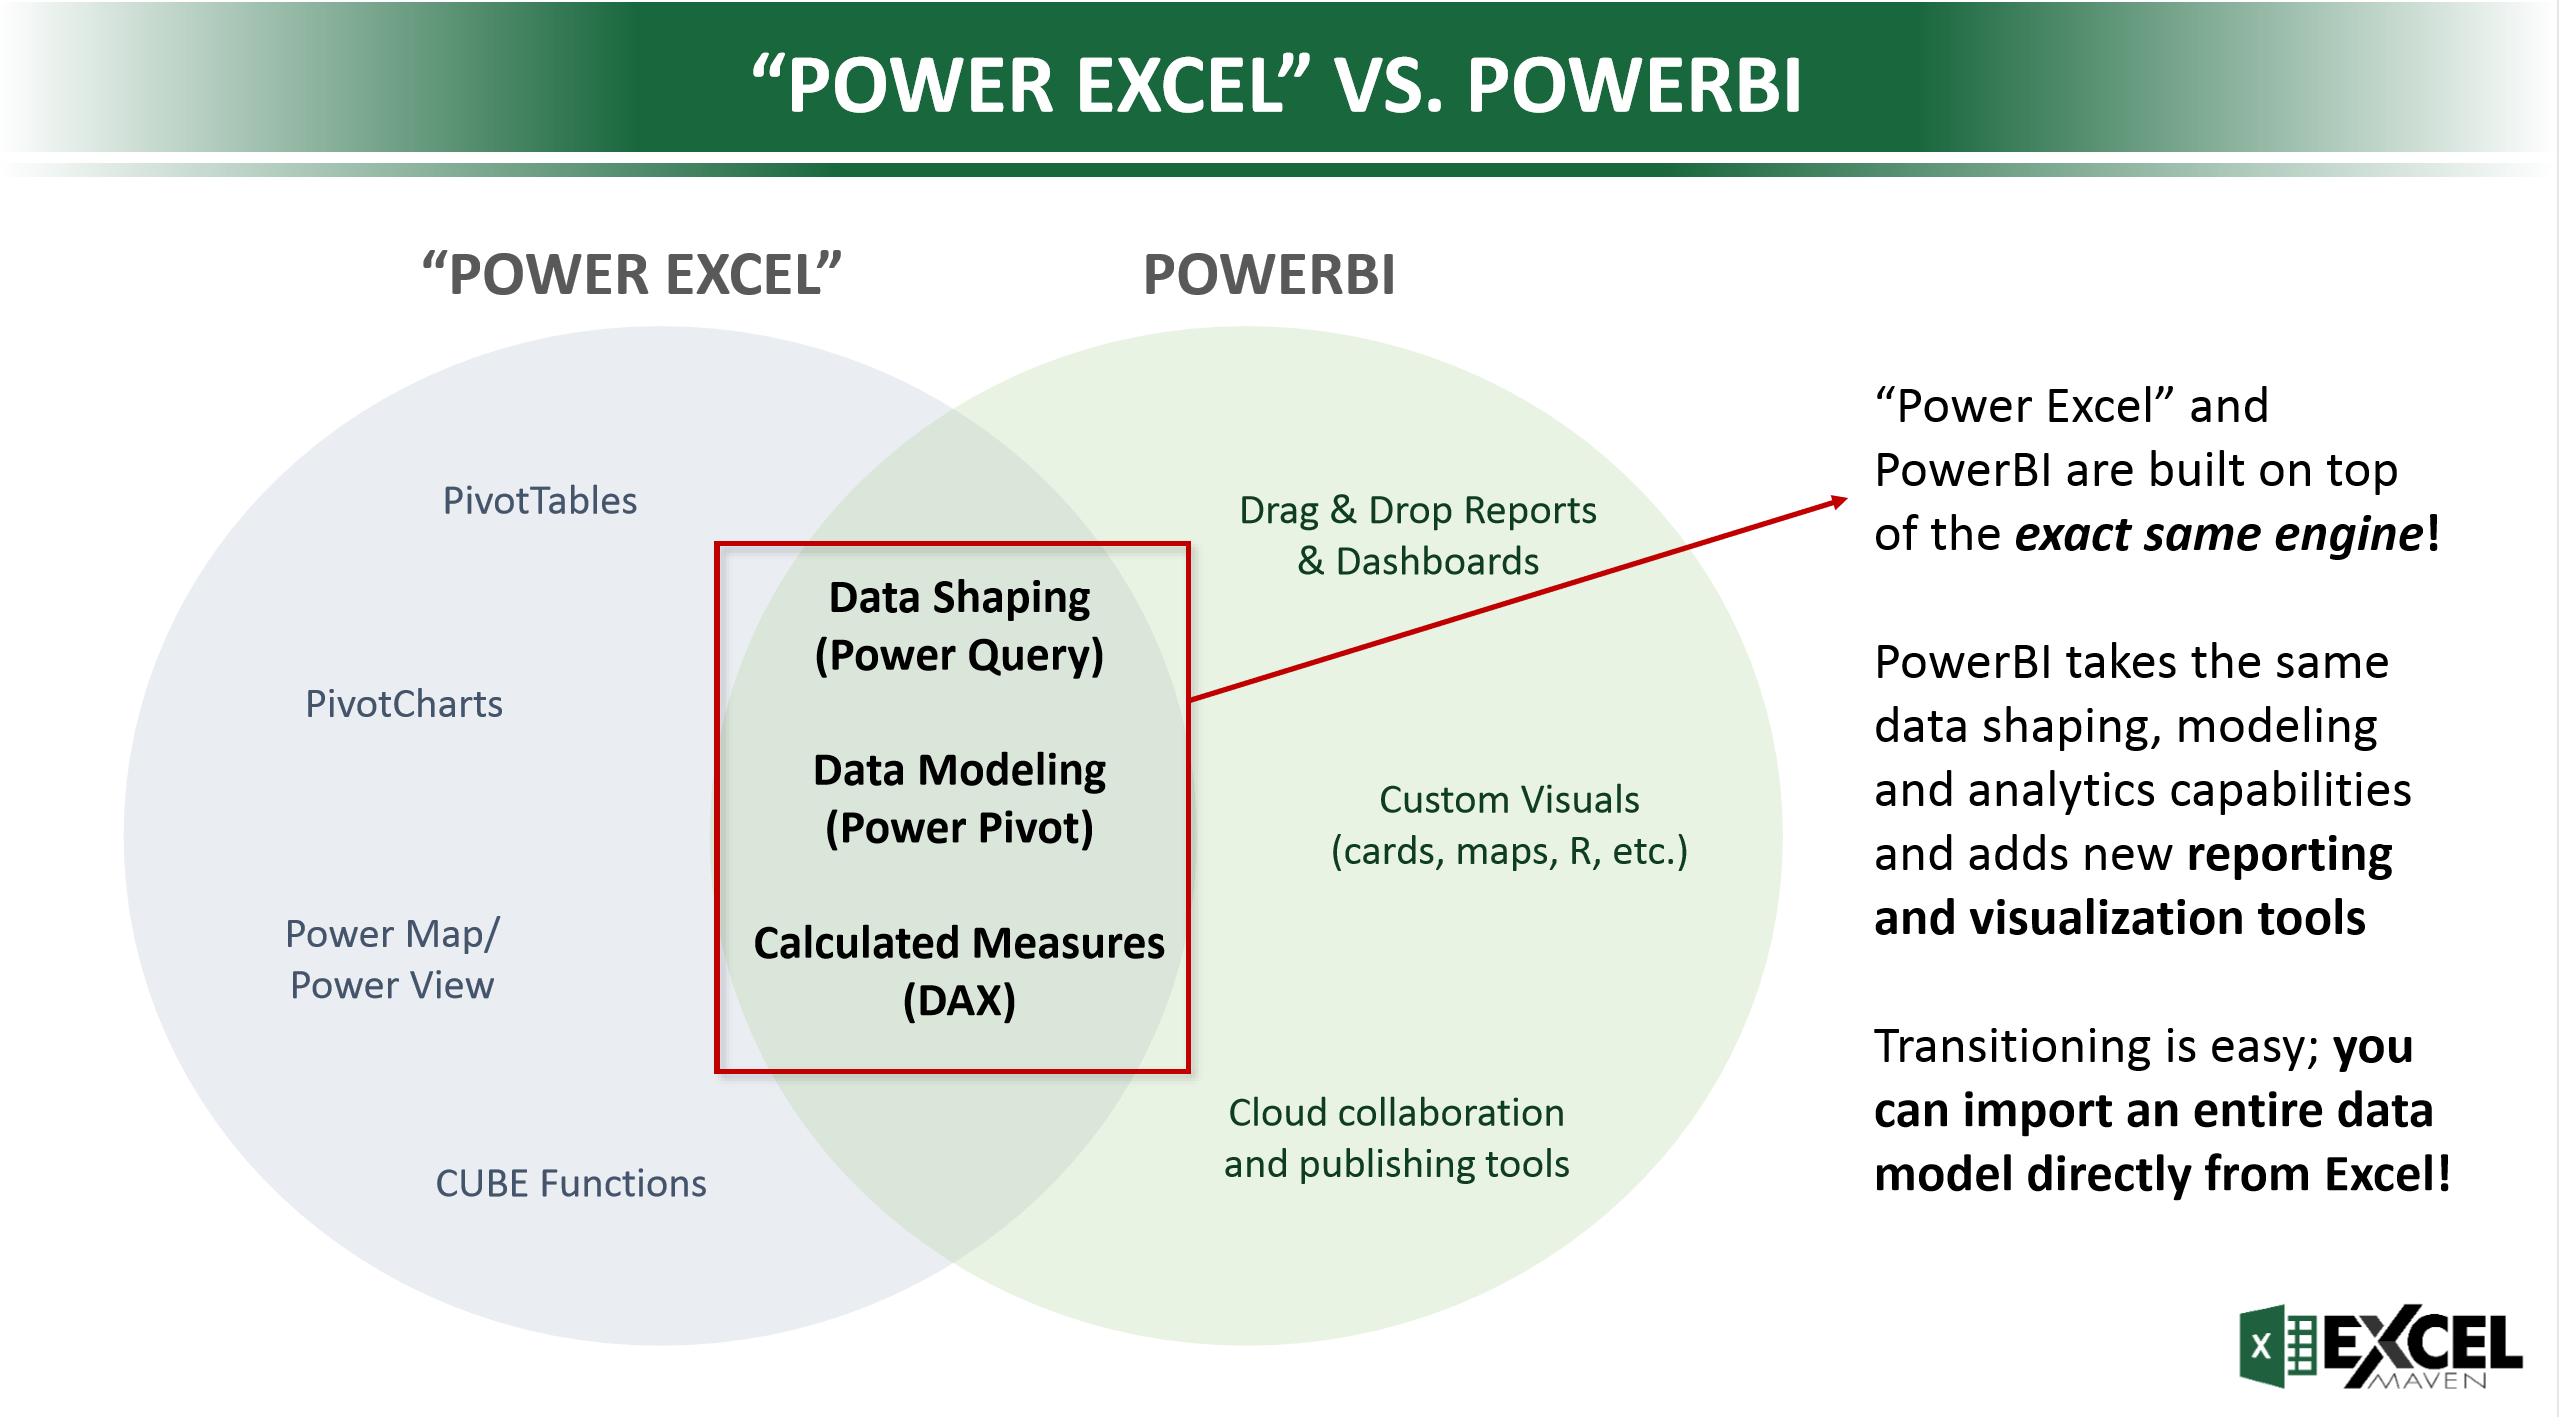 “POWER EXCEL” VS. POWERBI
“POWER EXCEL”
POWERBI
PivotTables
PivotCharts
Power Map/
Power View
CUBE Functions
Data Shaping
(Power Query)
Data Modeling
(Power Pivot)
Calculated Measures
(DAX)
Drag & Drop Reports
& Dashboards
Custom Visuals
(cards, maps, R, etc.)
Cloud collaboration
and publishing tools
“Power Excel” and
PowerBI are built on top
of the exact same engine!
PowerBI takes the same
data shaping, modeling
and analytics capabilities
and adds new reporting
and visualization tools
Transitioning is easy; you
can import an entire data
model directly from Excel!
X
EXCEL
MAVEN